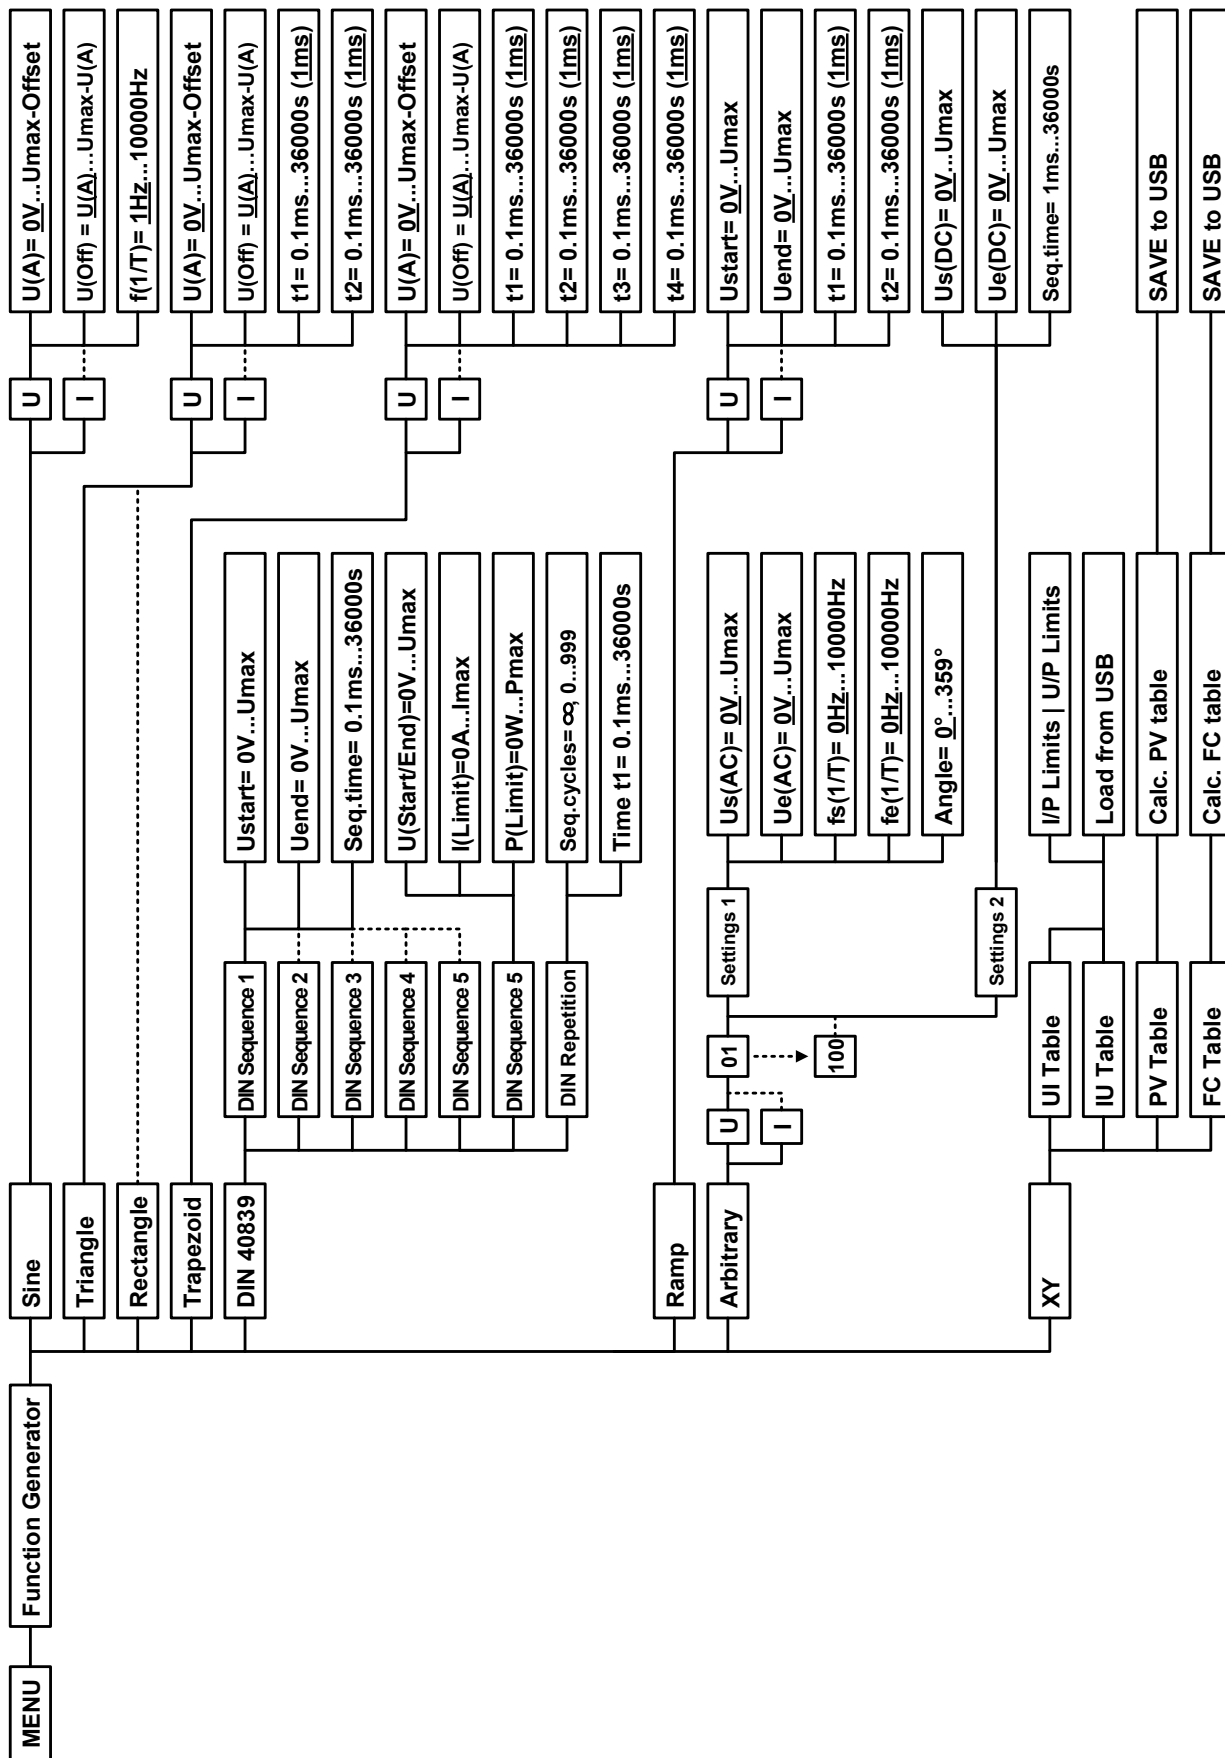 MENU
Function Generator
Sine
U
I
U(A)= 0V...Umax-Offset
U(Off) = U(A)...Umax-U(A)
f(1/T)= 1Hz...10000Hz
Triangle
Rectangle
U
I
U(A)= 0V...Umax-Offset
U(Off) = U(A)...Umax-U(A)
t1= 0.1ms...36000s (1ms)
t2= 0.1ms...36000s (1ms)
Trapezoid
U
I
U(A)= 0V...Umax-Offset
U(Off) = U(A)...Umax-U(A)
t1= 0.1ms...36000s (1ms)
t2= 0.1ms...36000s (1ms)
t3= 0.1ms...36000s (1ms)
t4= 0.1ms...36000s (1ms)
DIN 40839
DIN Sequence 1
DIN Sequence 2
DIN Sequence 3
DIN Sequence 4
DIN Sequence 5
DIN Sequence 5
DIN Repetition
Ustart= 0V...Umax
Uend= 0V...Umax
Seq.time= 0.1ms...36000s
U(Start/End)=0V...Umax
I(Limit)=0A...Imax
P(Limit)=0W...Pmax
Seq.cycles= ∞, 0...999
Time t1= 0.1ms...36000s
Ramp
U
I
Ustart= 0V...Umax
Uend= 0V...Umax
t1= 0.1ms...36000s (1ms)
t2= 0.1ms...36000s (1ms)
Arbitrary
U
I
01
100
Settings 1
Us(AC)= 0V...Umax
Ue(AC)= 0V...Umax
fs(1/T)= 0Hz...10000Hz
fe(1/T)= 0Hz...10000Hz
Angle= 0°...359°
Settings 2
Us(DC)= 0V...Umax
Ue(DC)= 0V...Umax
Seq.time= 1ms...36000s
XY
UI Table
IU Table
PV Table
FC Table
I/P Limits | U/P Limits
Load from USB
Calc. PV table
Calc. FC table
SAVE to USB
SAVE to USB